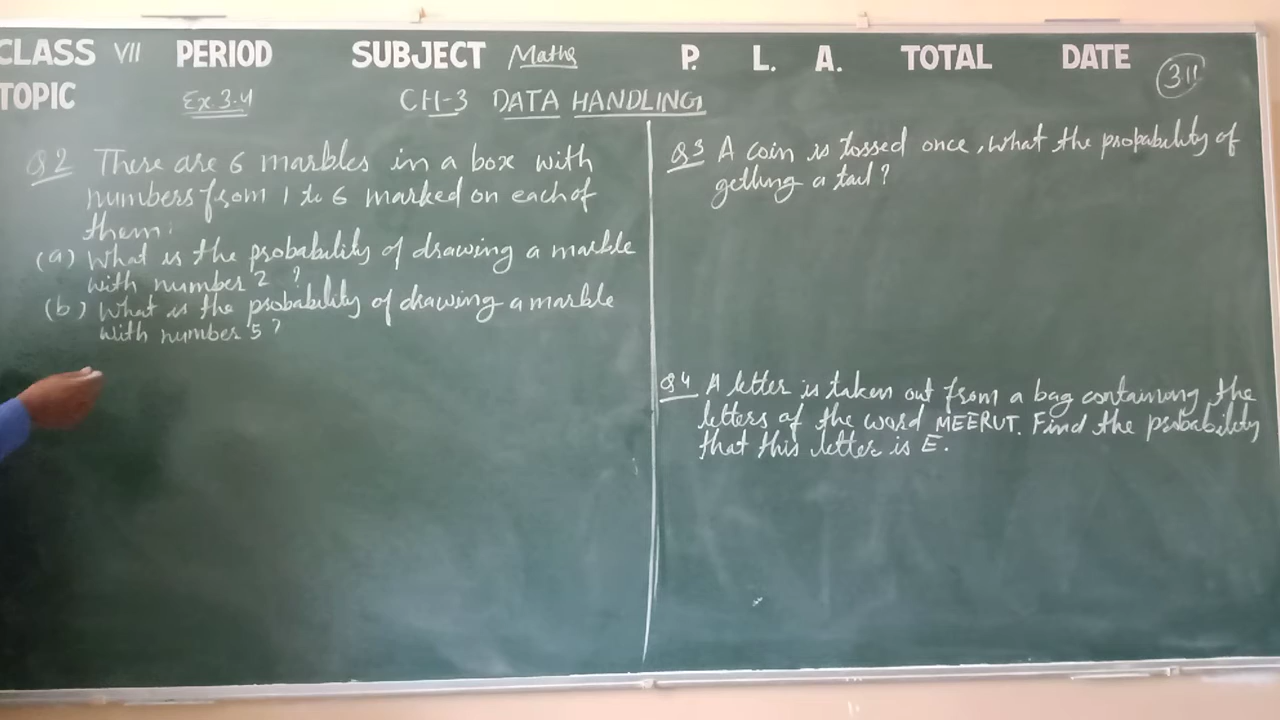 CLASS VII PERIOD SUBJECT Maths P. L. A. TOTAL DATE
311
TOPIC Ex. 3.4 CH-3 DATA HANDLING
Q2 There are 6 marbles in a box with
numbers from 1 to 6 marked on each of
them.
(a) What is the probability of drawing a marble
with number 2 ?
(b) What is the probability of drawing a marble
with number 5 ?
Q3 A coin is tossed once, What the probability of
getting a tail ?
Q4 A letter is taken out from a bag containing the
letters of the word MEERUT. Find the probability
that this letter is E.